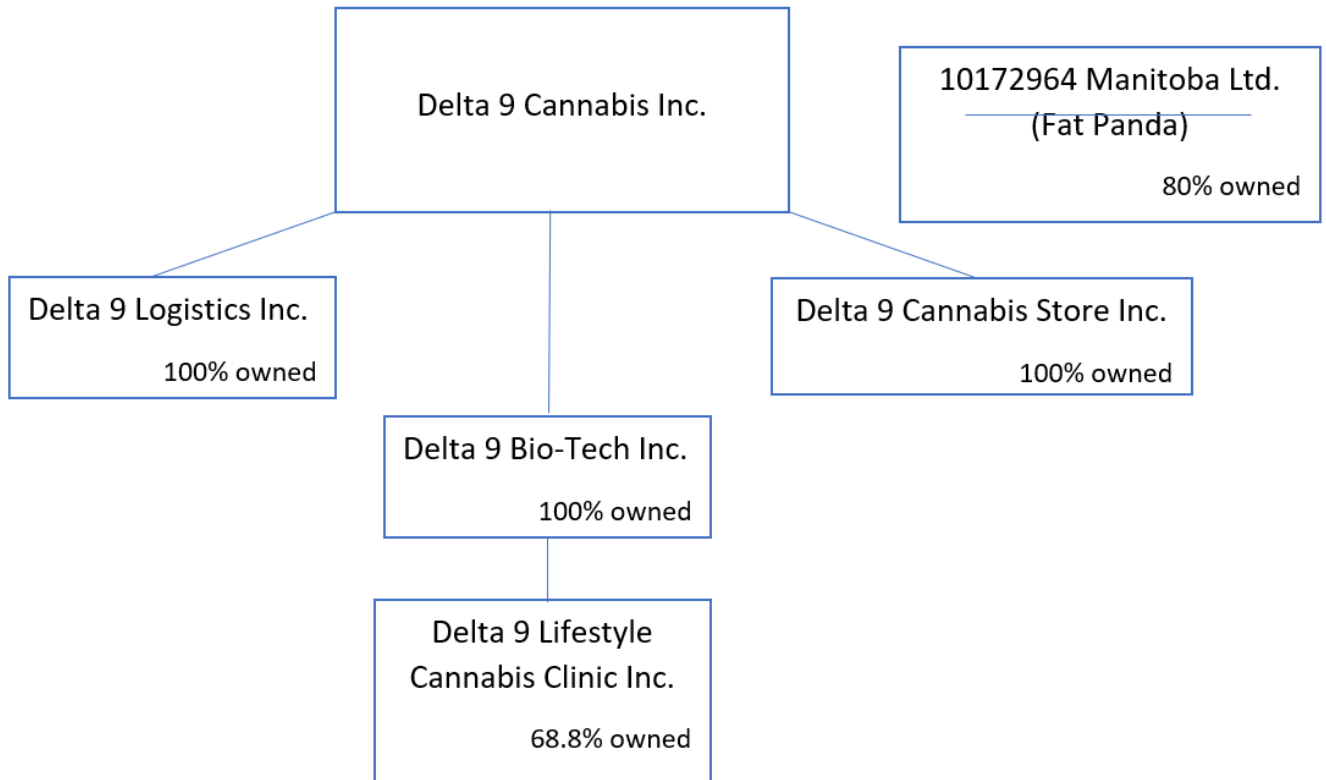 Delta 9 Cannabis Inc.
10172964 Manitoba Ltd.
(Fat Panda)
80% owned
Delta 9 Logistics Inc.
100% owned
Delta 9 Cannabis Store Inc.
100% owned
Delta 9 Bio-Tech Inc.
100% owned
Delta 9 Lifestyle
Cannabis Clinic Inc.
68.8% owned